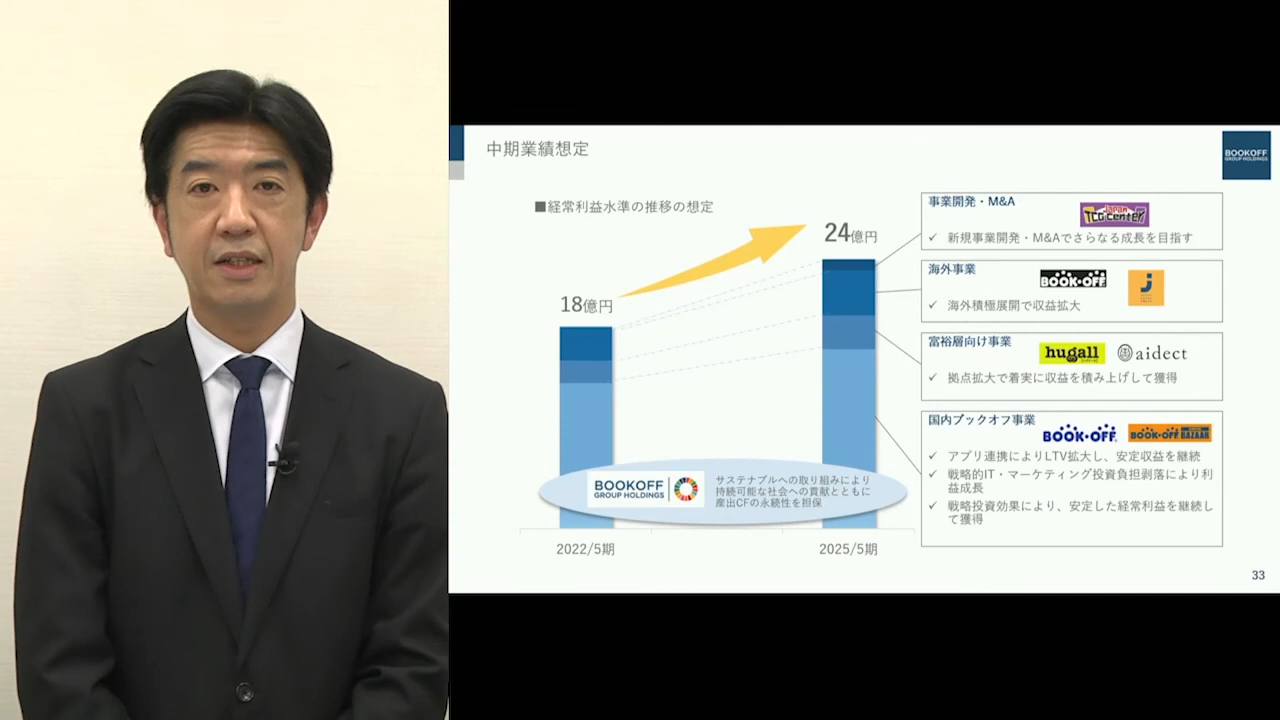 中期業績想定
BOOKOFF
GROUP HOLDINGS
■経常利益水準の推移の想定
18億円
24億円
事業開発・M&A
Japan
TCG Center
✓ 新規事業開発・M&Aでさらなる成長を目指す
海外事業
BOOK・OFF
J
✓ 海外積極展開で収益拡大
富裕層向け事業
hugall
aidect
✓ 拠点拡大で着実に収益を積み上げして獲得
国内ブックオフ事業
BOOK・OFF
BOOK・OFF BAZAAR
✓ アプリ連携によりLTV拡大し、安定収益を継続
✓ 戦略的IT・マーケティング投資負担剥落により利
益成長
✓ 戦略投資効果により、安定した経常利益を継続し
て獲得
BOOKOFF
GROUP HOLDINGS
サステナブルへの取り組みにより
持続可能な社会への貢献とともに
産出CFの永続性を担保
2022/5期
2025/5期
33